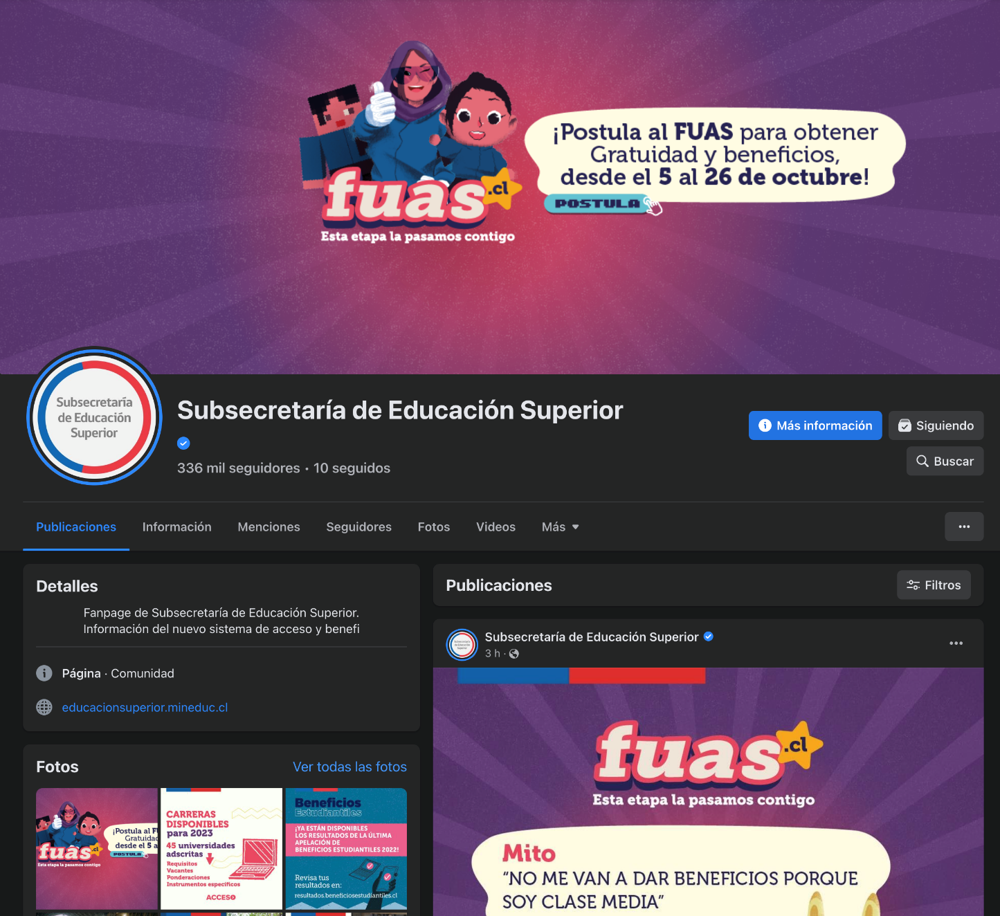 ¡Postula al FUAS para obtener
Gratuidad y beneficios,
desde el 5 al 26 de octubre!
POSTULA
fuas.cl
Esta etapa la pasamos contigo
Subsecretaría
de Educación
Superior
Subsecretaría de Educación Superior
336 mil seguidores · 10 seguidos
Más información
Siguiendo
Buscar
Publicaciones
Información
Menciones
Seguidores
Fotos
Videos
Más
Detalles
Fanpage de Subsecretaría de Educación Superior.
Información del nuevo sistema de acceso y benefi
Página · Comunidad
educacionsuperior.mineduc.cl
Fotos
Ver todas las fotos
¡Postula al F
Gratuidad
desde el 5 a
POSTULA
fuas.cl
Esta etapa la pasamos contigo
CARRERAS
DISPONIBLES
para 2023
45 universidades
adscritas
Requisitos
Vacantes
Ponderaciones
Instrumentos específicos
ACCESO
Beneficios
Estudiantiles
¡YA ESTÁN DISPONIBLES
LOS RESULTADOS DE LA ÚLTIMA
APELACIÓN DE
BENEFICIOS ESTUDIANTILES 2022!
Revisa tus
resultados en:
resultados.beneficiosestudiantiles.cl
Publicaciones
Filtros
Subsecretaría de Educación Superior
3 h
fuas.cl
Esta etapa la pasamos contigo
Mito
“NO ME VAN A DAR BENEFICIOS PORQUE
SOY CLASE MEDIA”